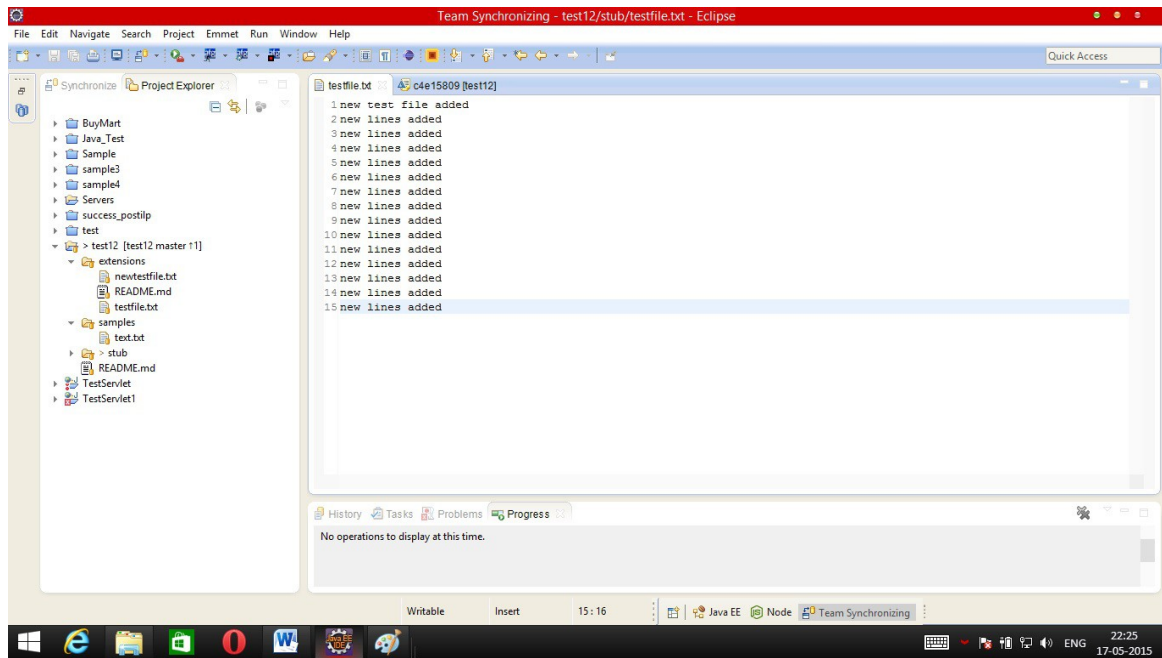 Team Synchronizing - test12/stub/testfile.txt - Eclipse
File Edit Navigate Search Project Emmet Run Window Help
Quick Access
Synchronize Project Explorer
BuyMart
Java_Test
Sample
sample3
sample4
Servers
success_postilp
test
> test12 [test12 master ↑1]
extensions
newtestfile.txt
README.md
testfile.txt
samples
text.txt
> stub
README.md
TestServlet
TestServlet1
testfile.txt c4e15809 [test12]
1 new test file added
2 new lines added
3 new lines added
4 new lines added
5 new lines added
6 new lines added
7 new lines added
8 new lines added
9 new lines added
10 new lines added
11 new lines added
12 new lines added
13 new lines added
14 new lines added
15 new lines added
History Tasks Problems Progress
No operations to display at this time.
Writable Insert 15 : 16 Java EE Node Team Synchronizing
Java EE IDE
ENG 22:25
17-05-2015